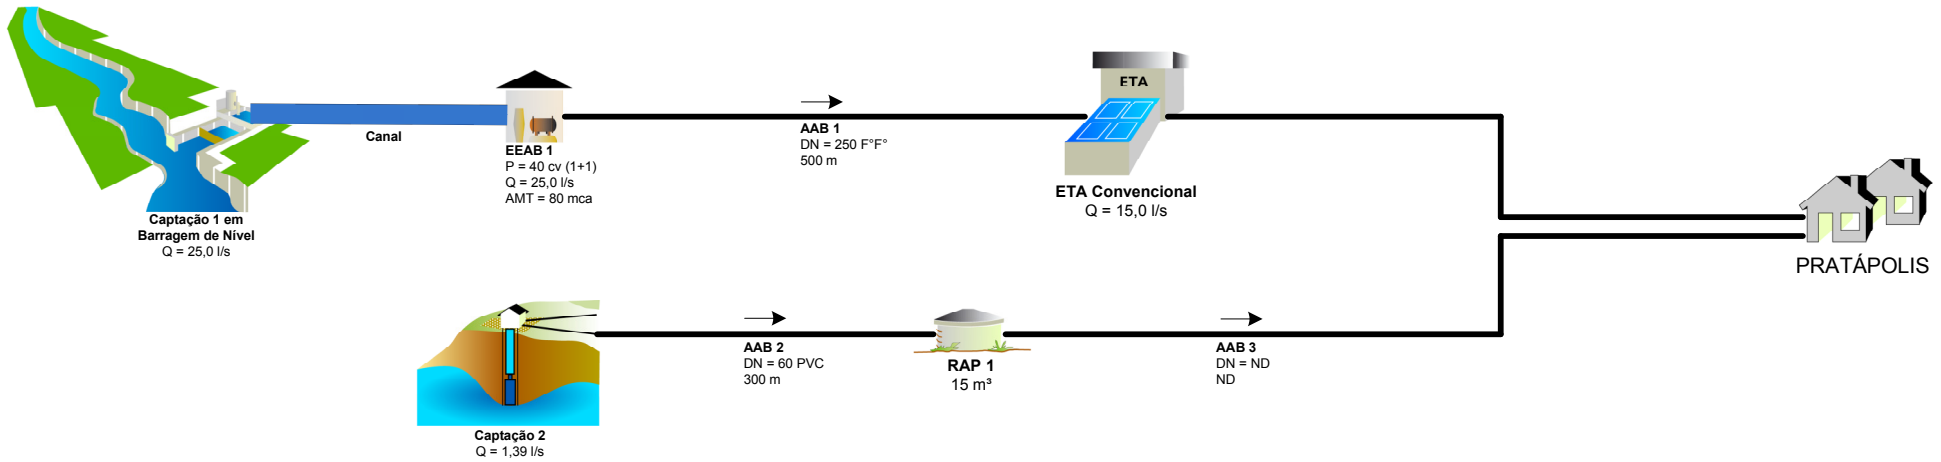 ETA
Canal
EEAB 1
P = 40 cv (1+1)
Q = 25,0 l/s
AMT = 80 mca
AAB 1
DN = 250 F°F°
500 m
ETA Convencional
Q = 15,0 l/s
Captação 1 em
Barragem de Nível
Q = 25,0 l/s
PRATÁPOLIS
AAB 2
DN = 60 PVC
300 m
RAP 1
15 m³
AAB 3
DN = ND
ND
Captação 2
Q = 1,39 l/s